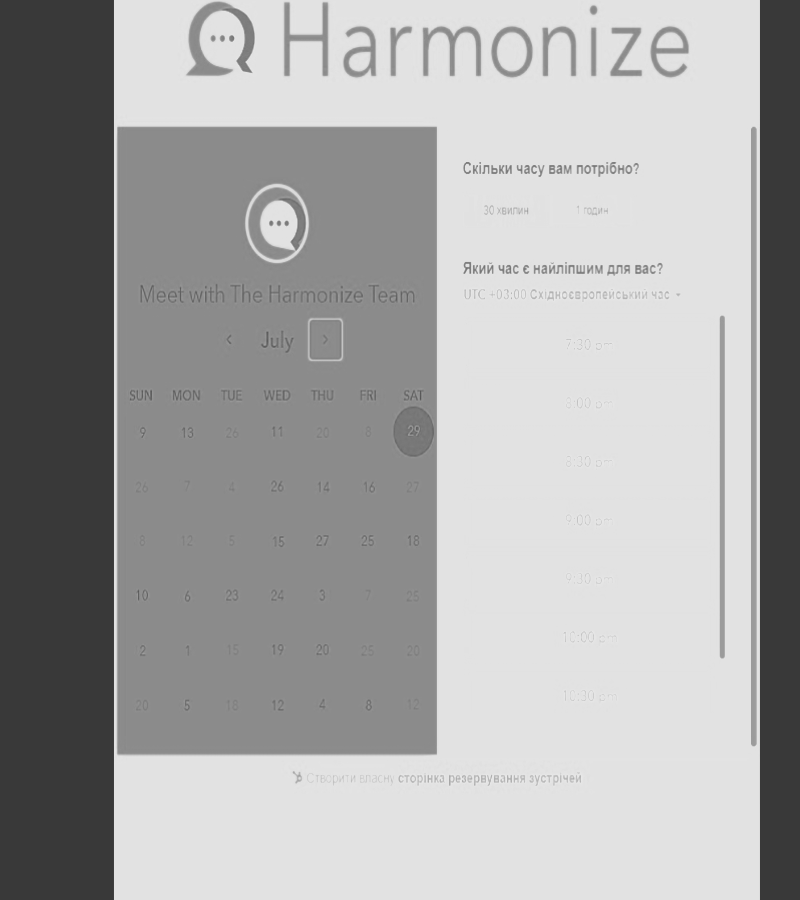 Harmonize
Meet with The Harmonize Team
July
SUN MON TUE WED THU FRI SAT
9 13 26 11 20 8 29
26 7 4 26 14 16 27
8 12 5 15 27 25 18
10 6 23 24 3 7 25
2 1 15 19 20 25 20
20 5 18 12 4 8 12
Скільки часу вам потрібно?
30 хвилин 1 годин
Який час є найліпшим для вас?
UTC +03:00 Східноєвропейський час
7:30 pm
8:00 pm
8:30 pm
9:00 pm
9:30 pm
10:00 pm
10:30 pm
Створити власну сторінка резервування зустрічей